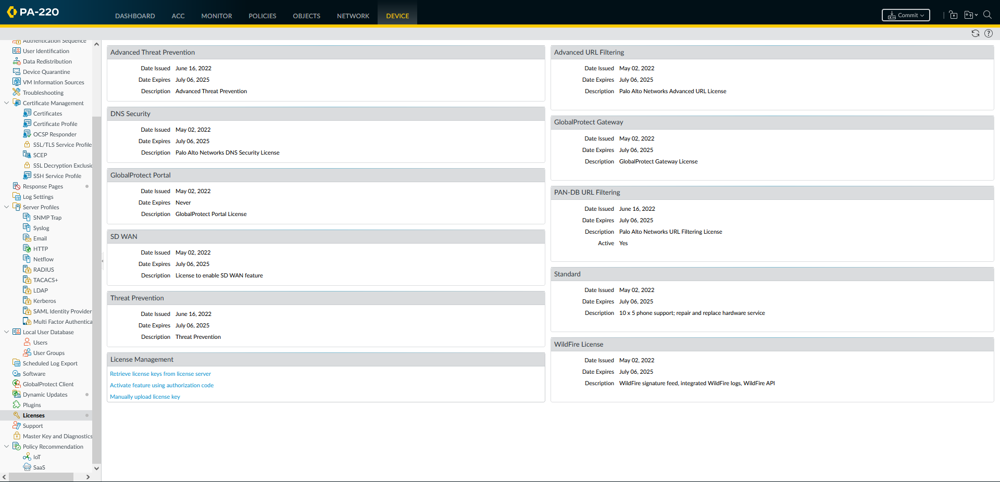 PA-220
DASHBOARD
ACC
MONITOR
POLICIES
OBJECTS
NETWORK
DEVICE
Commit
Authentication Sequence
User Identification
Data Redistribution
Device Quarantine
VM Information Sources
Troubleshooting
Certificate Management
Certificates
Certificate Profile
OCSP Responder
SSL/TLS Service Profile
SCEP
SSL Decryption Exclusio
SSH Service Profile
Response Pages
Log Settings
Server Profiles
SNMP Trap
Syslog
Email
HTTP
Netflow
RADIUS
TACACS+
LDAP
Kerberos
SAML Identity Provider
Multi Factor Authentica
Local User Database
Users
User Groups
Scheduled Log Export
Software
GlobalProtect Client
Dynamic Updates
Plugins
Licenses
Support
Master Key and Diagnostics
Policy Recommendation
IoT
SaaS
Advanced Threat Prevention
Date Issued June 16, 2022
Date Expires July 06, 2025
Description Advanced Threat Prevention
DNS Security
Date Issued May 02, 2022
Date Expires July 06, 2025
Description Palo Alto Networks DNS Security License
GlobalProtect Portal
Date Issued May 02, 2022
Date Expires Never
Description GlobalProtect Portal License
SD WAN
Date Issued May 02, 2022
Date Expires July 06, 2025
Description License to enable SD WAN feature
Threat Prevention
Date Issued June 16, 2022
Date Expires July 06, 2025
Description Threat Prevention
License Management
Retrieve license keys from license server
Activate feature using authorization code
Manually upload license key
Advanced URL Filtering
Date Issued May 02, 2022
Date Expires July 06, 2025
Description Palo Alto Networks Advanced URL License
GlobalProtect Gateway
Date Issued May 02, 2022
Date Expires July 06, 2025
Description GlobalProtect Gateway License
PAN-DB URL Filtering
Date Issued June 16, 2022
Date Expires July 06, 2025
Description Palo Alto Networks URL Filtering License
Active Yes
Standard
Date Issued May 02, 2022
Date Expires July 06, 2025
Description 10 x 5 phone support; repair and replace hardware service
WildFire License
Date Issued May 02, 2022
Date Expires July 06, 2025
Description WildFire signature feed, integrated WildFire logs, WildFire API